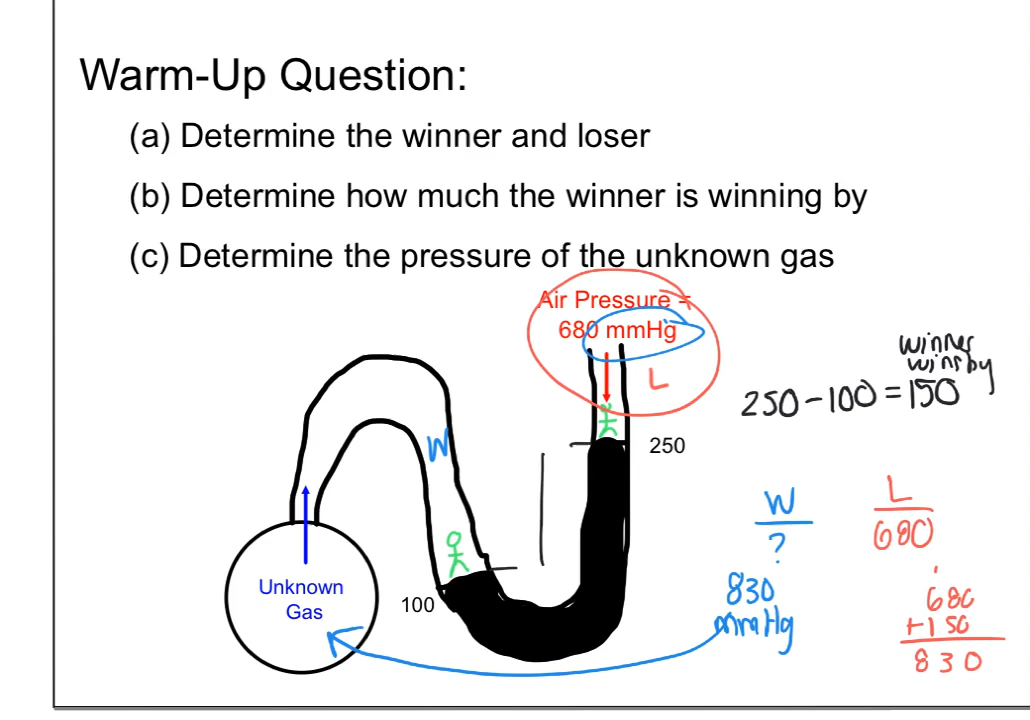 Warm-Up Question:
(a) Determine the winner and loser
(b) Determine how much the winner is winning by
(c) Determine the pressure of the unknown gas
Air Pressure =
680 mmHg
L
winner
wins by
250 - 100 = 150
W
250
W
?
830
mmHg
L
680
Unknown
Gas
100
680
+150
830